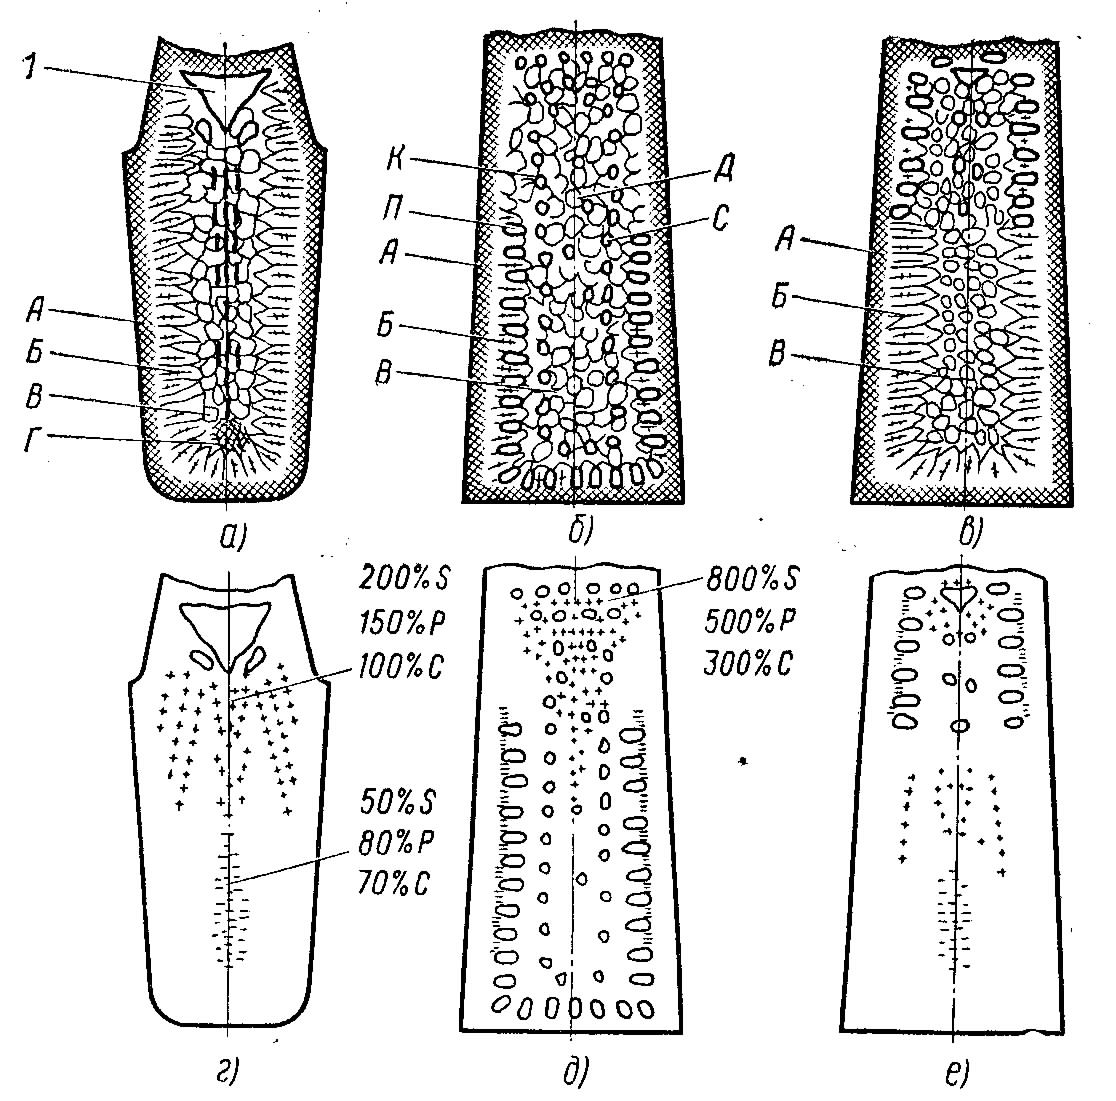 1
А
Б
В
Г
а)
К
П
А
Б
В
Д
С
б)
А
Б
В
в)
200%S
150%P
100%C
50%S
80%P
70%C
г)
800%S
500%P
300%C
д)
е)